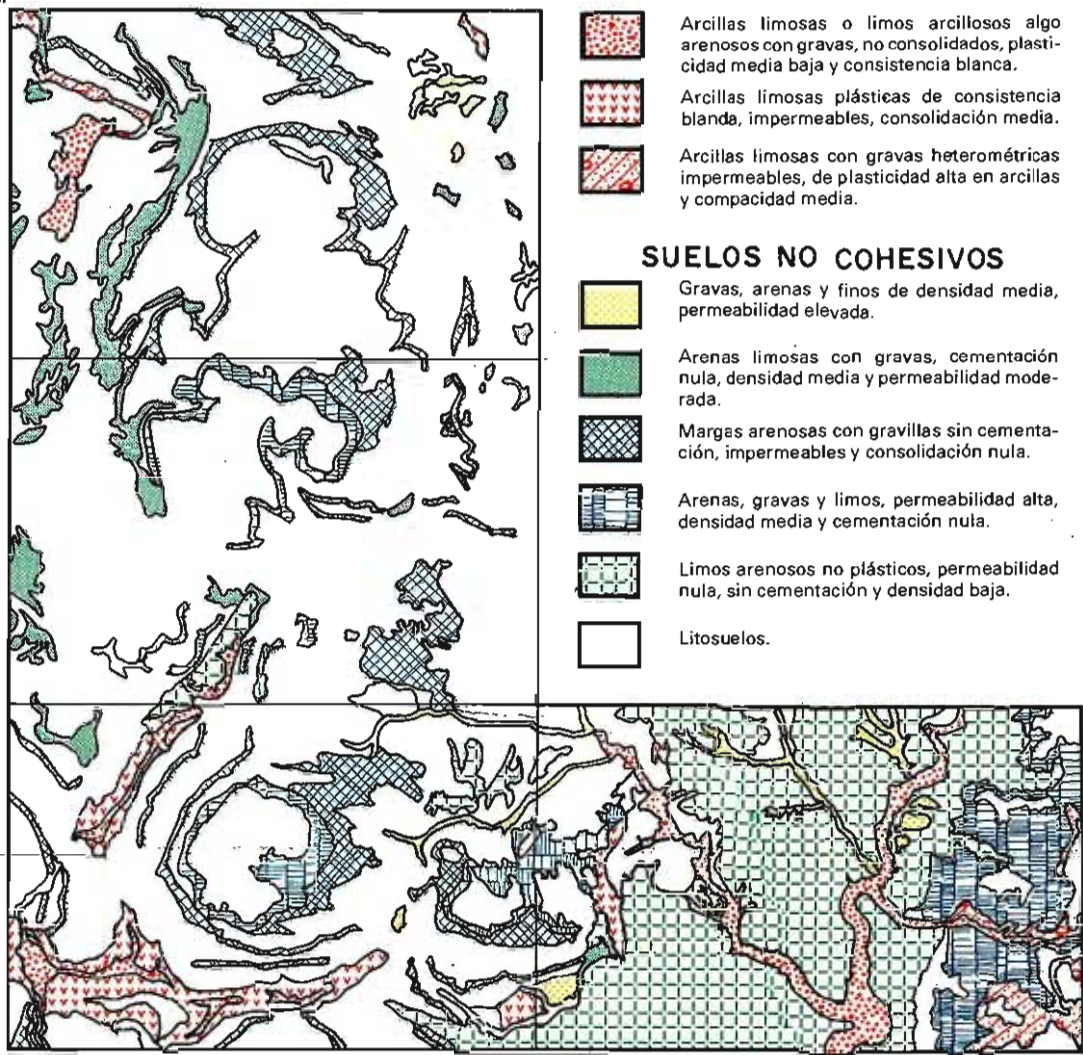 Arcillas limosas o limos arcillosos algo
arenosos con gravas, no consolidados, plasti-
cidad media baja y consistencia blanca.
Arcillas limosas plásticas de consistencia
blanda, impermeables, consolidación media.
Arcillas limosas con gravas heterométricas
impermeables, de plasticidad alta en arcillas
y compacidad media.
SUELOS NO COHESIVOS
Gravas, arenas y finos de densidad media,
permeabilidad elevada.
Arenas limosas con gravas, cementación
nula, densidad media y permeabilidad mode-
rada.
Margas arenosas con gravillas sin cementa-
ción, impermeables y consolidación nula.
Arenas, gravas y limos, permeabilidad alta,
densidad media y cementación nula.
Limos arenosos no plásticos, permeabilidad
nula, sin cementación y densidad baja.
Litosuelos.